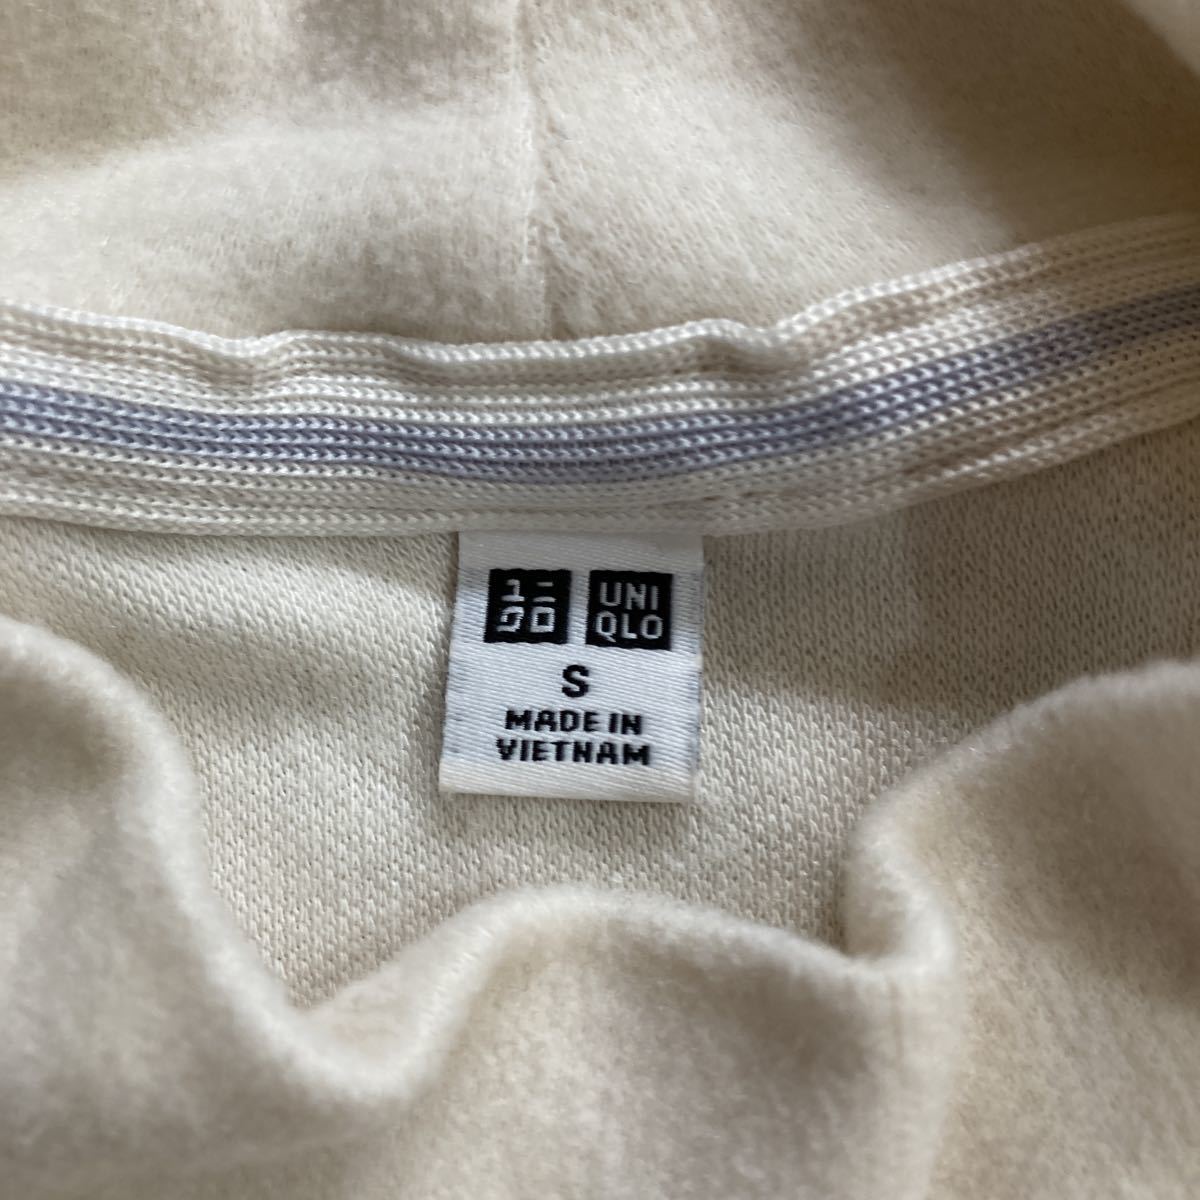 ユニ UNI
クロ QLO
S
MADE IN
VIETNAM